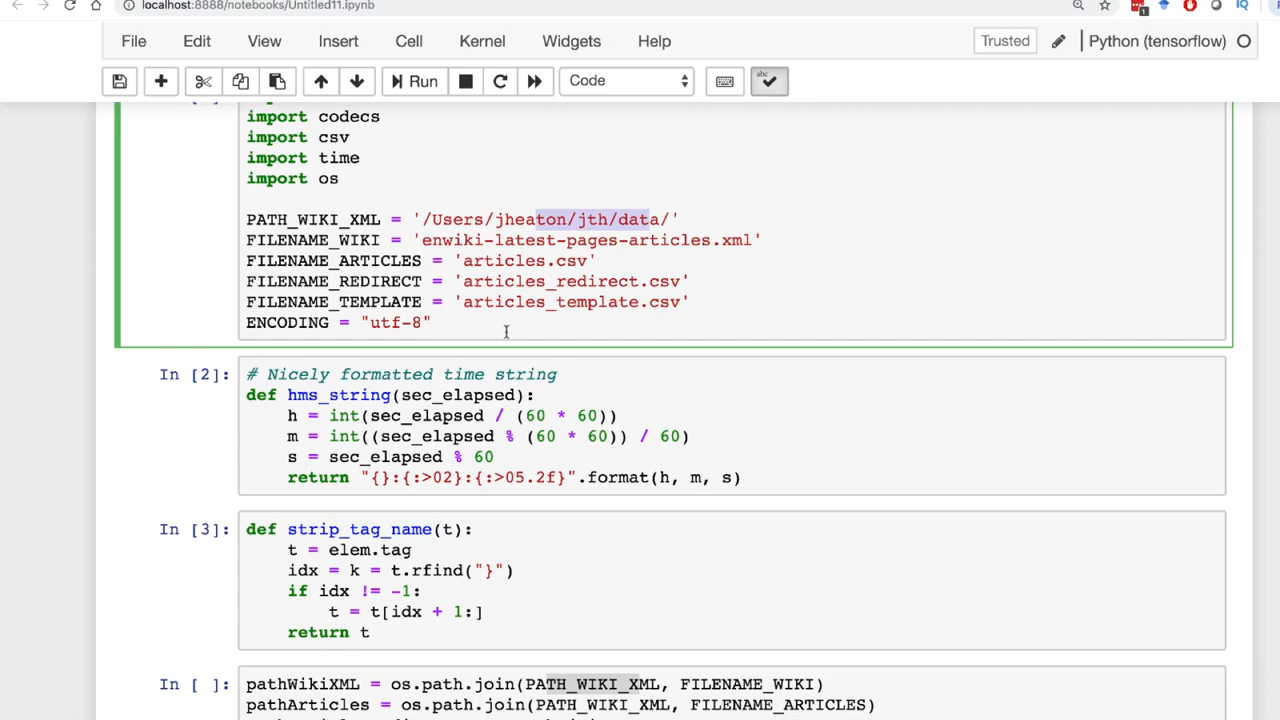 localhost:8888/notebooks/Untitled11.ipynb
File Edit View Insert Cell Kernel Widgets Help Trusted Python (tensorflow)
Run Code
import codecs
import csv
import time
import os
PATH_WIKI_XML = '/Users/jheaton/jth/data/'
FILENAME_WIKI = 'enwiki-latest-pages-articles.xml'
FILENAME_ARTICLES = 'articles.csv'
FILENAME_REDIRECT = 'articles_redirect.csv'
FILENAME_TEMPLATE = 'articles_template.csv'
ENCODING = "utf-8"
In [2]: # Nicely formatted time string
def hms_string(sec_elapsed):
    h = int(sec_elapsed / (60 * 60))
    m = int((sec_elapsed % (60 * 60)) / 60)
    s = sec_elapsed % 60
    return "{}:{:>02}:{:>05.2f}".format(h, m, s)
In [3]: def strip_tag_name(t):
    t = elem.tag
    idx = k = t.rfind("}")
    if idx != -1:
        t = t[idx + 1:]
    return t
In [ ]: pathWikiXML = os.path.join(PATH_WIKI_XML, FILENAME_WIKI)
pathArticles = os.path.join(PATH_WIKI_XML, FILENAME_ARTICLES)